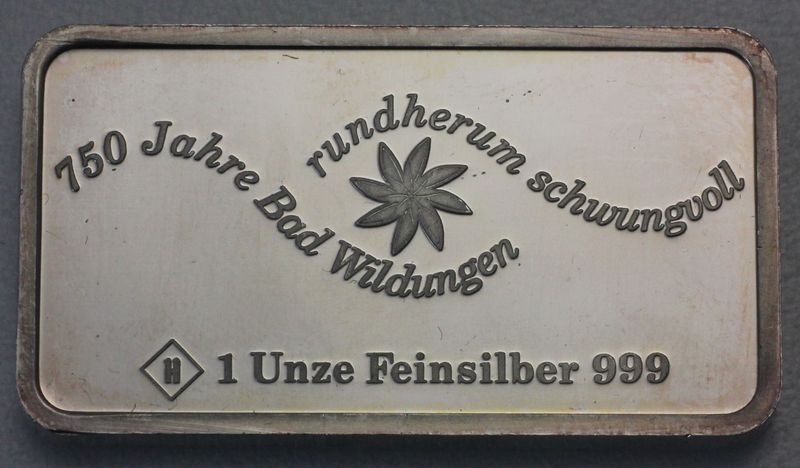 750 Jahre Bad Wildungen
rundherum schwungvoll
H 1 Unze Feinsilber 999